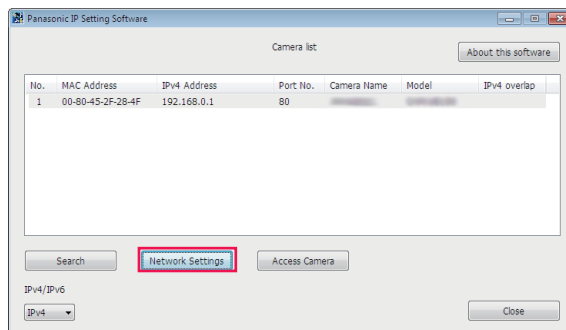 Panasonic IP Setting Software
Camera list
About this software
No. MAC Address IPv4 Address Port No. Camera Name Model IPv4 overlap
1 00-80-45-2F-28-4F 192.168.0.1 80
Search Network Settings Access Camera
IPv4/IPv6
IPv4 Close